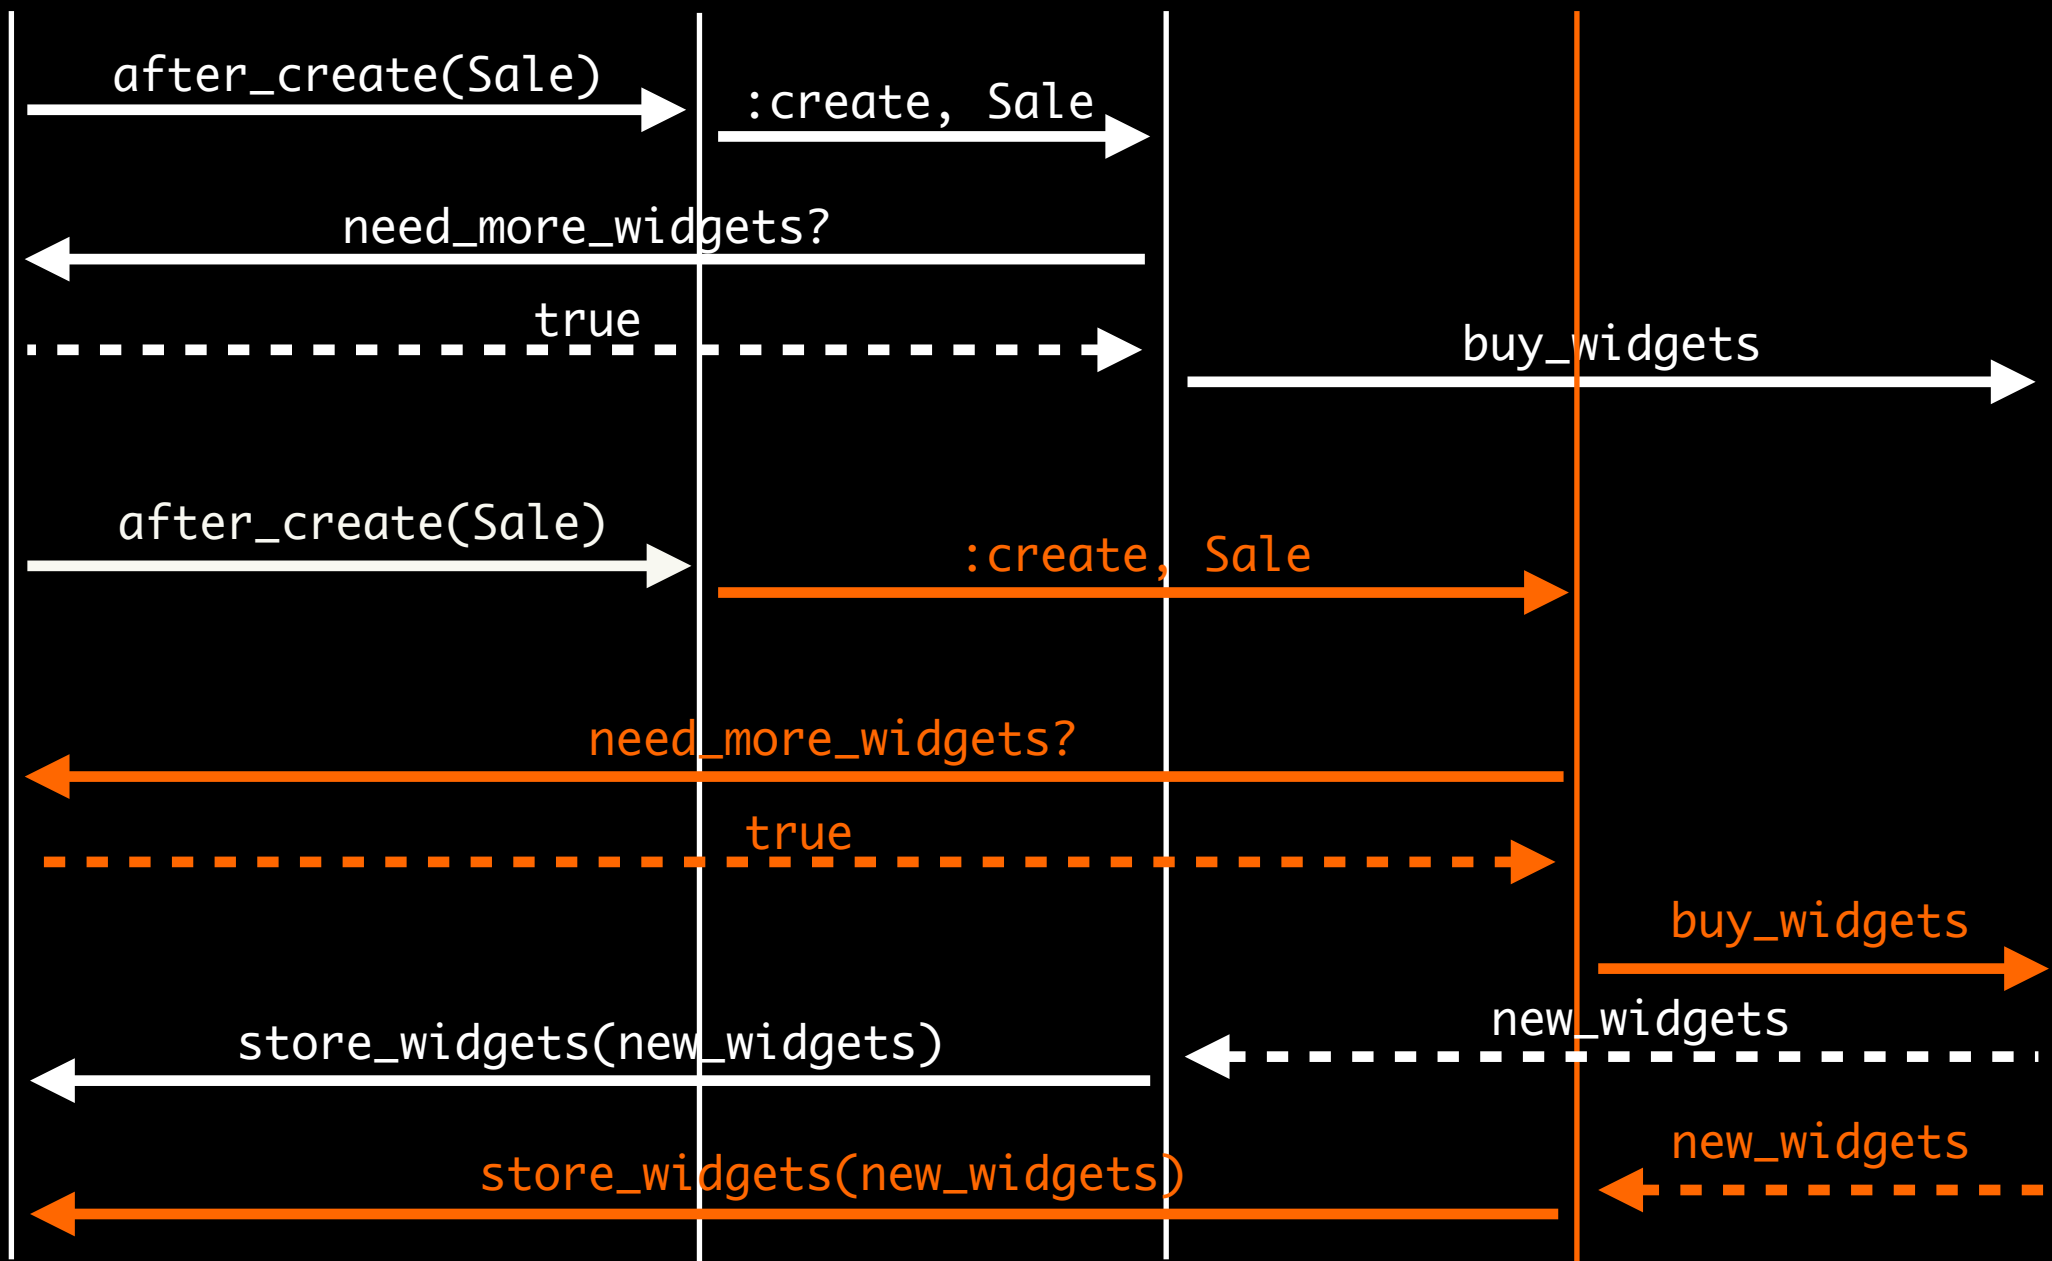 after_create(Sale)
:create, Sale
need_more_widgets?
true
buy_widgets
after_create(Sale)
:create, Sale
need_more_widgets?
true
buy_widgets
new_widgets
store_widgets(new_widgets)
new_widgets
store_widgets(new_widgets)